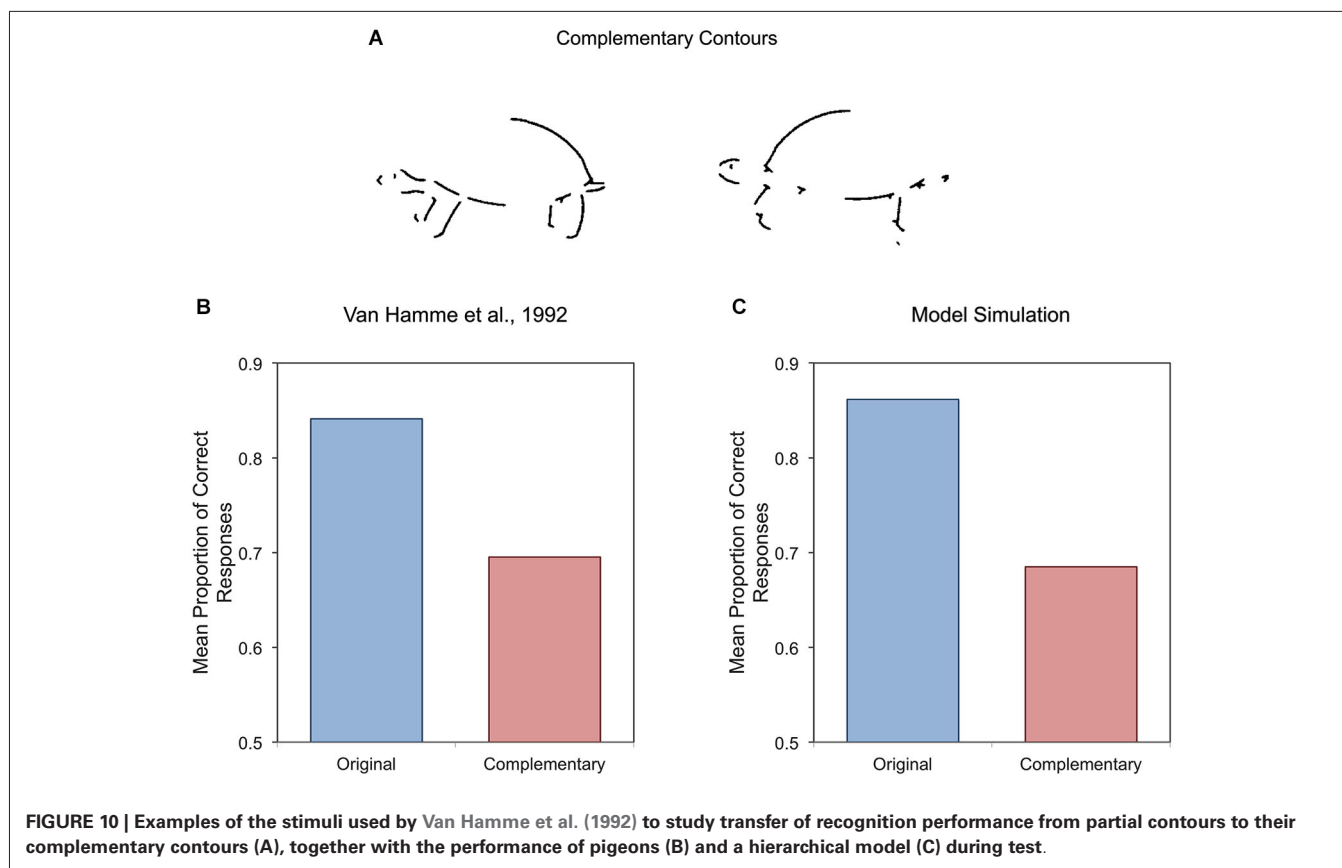 A
Complementary Contours
B
Van Hamme et al., 1992
Mean Proportion of Correct
Responses
0.9
0.8
0.7
0.6
0.5
Original
Complementary
C
Model Simulation
Mean Proportion of Correct
Responses
0.9
0.8
0.7
0.6
0.5
Original
Complementary
FIGURE 10 | Examples of the stimuli used by Van Hamme et al. (1992) to study transfer of recognition performance from partial contours to their
complementary contours (A), together with the performance of pigeons (B) and a hierarchical model (C) during test.